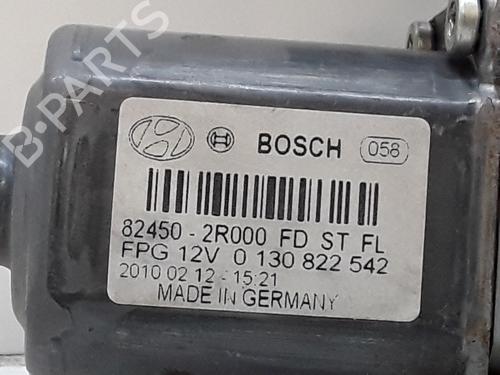 B-PARTS
BOSCH 058
82450 - 2R000 FD ST FL
FPG 12V 0 130 822 542
2010 02 12 - 15:21
MADE IN GERMANY